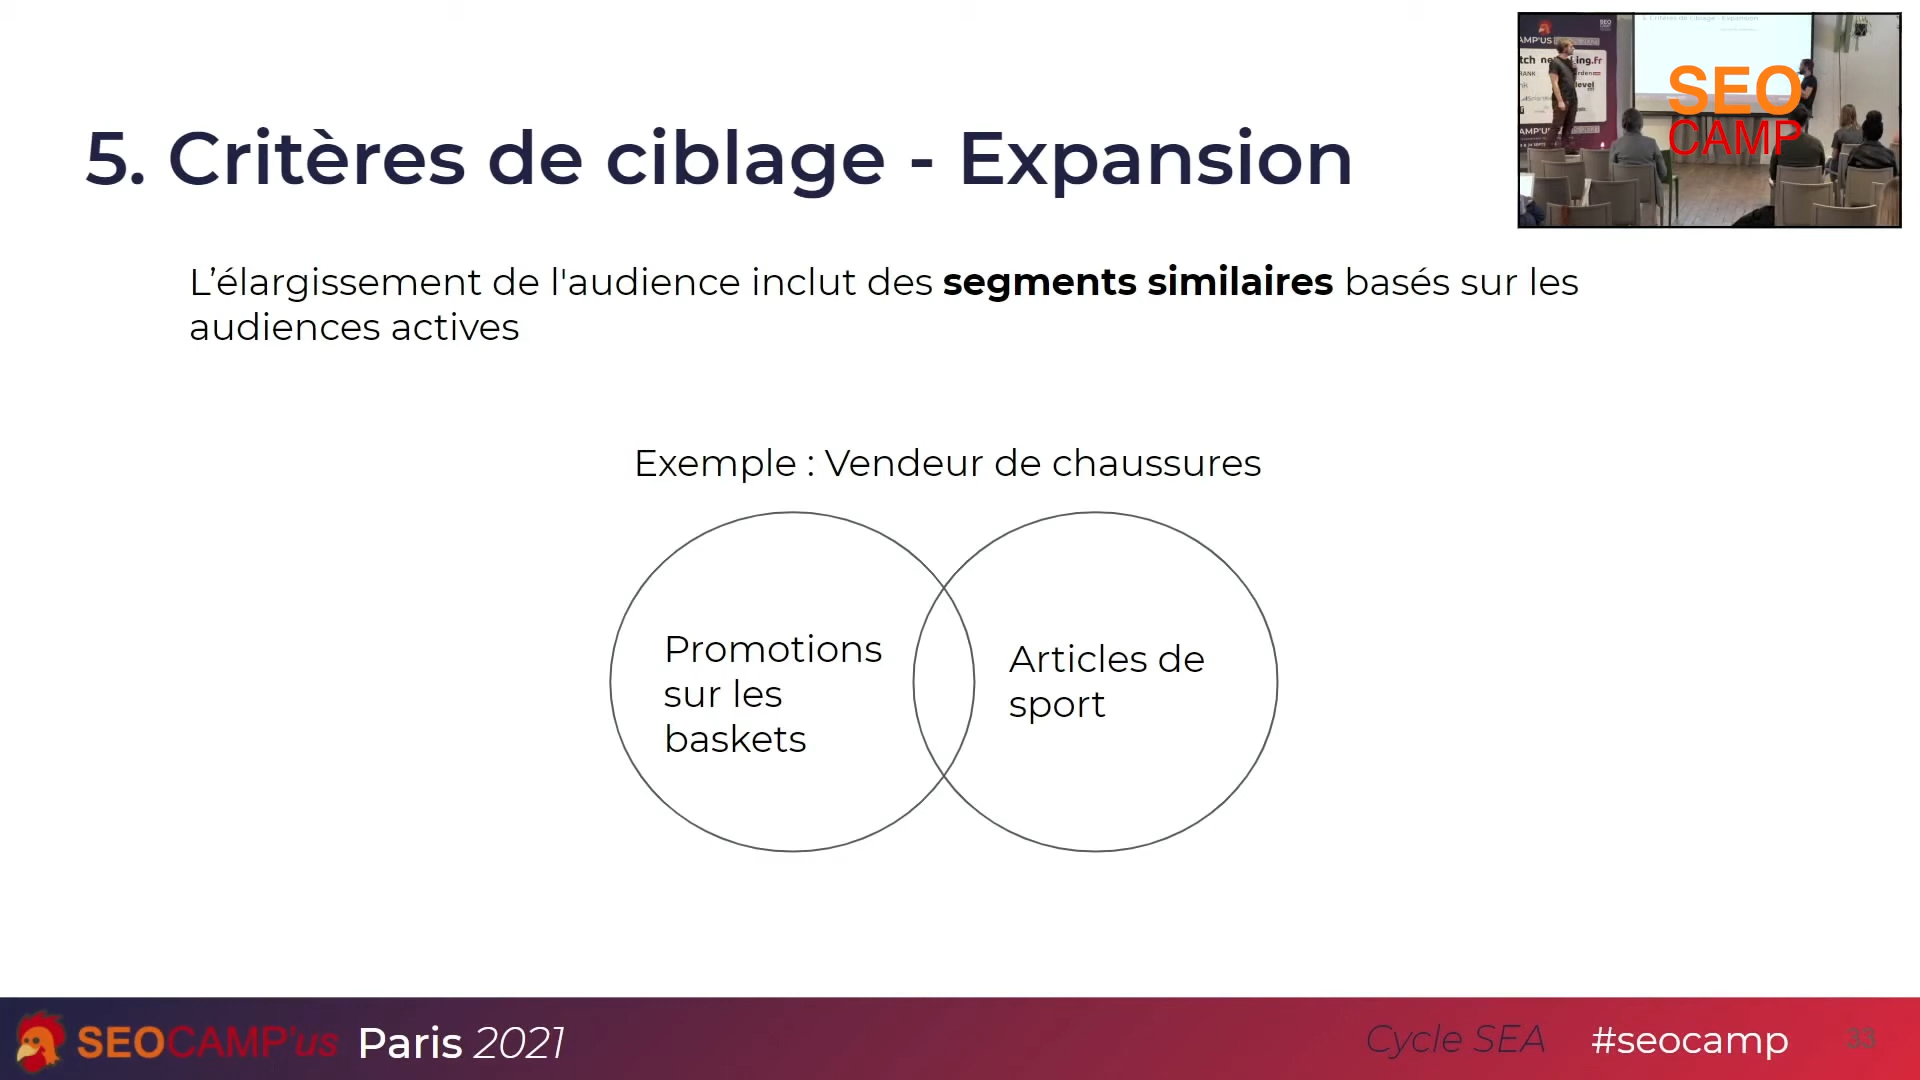 5. Critères de ciblage - Expansion
SEO
CAMP
L’élargissement de l'audience inclut des segments similaires basés sur les
audiences actives
Exemple : Vendeur de chaussures
Promotions
sur les
baskets
Articles de
sport
SEOCAMP'us Paris 2021
Cycle SEA #seocamp 33